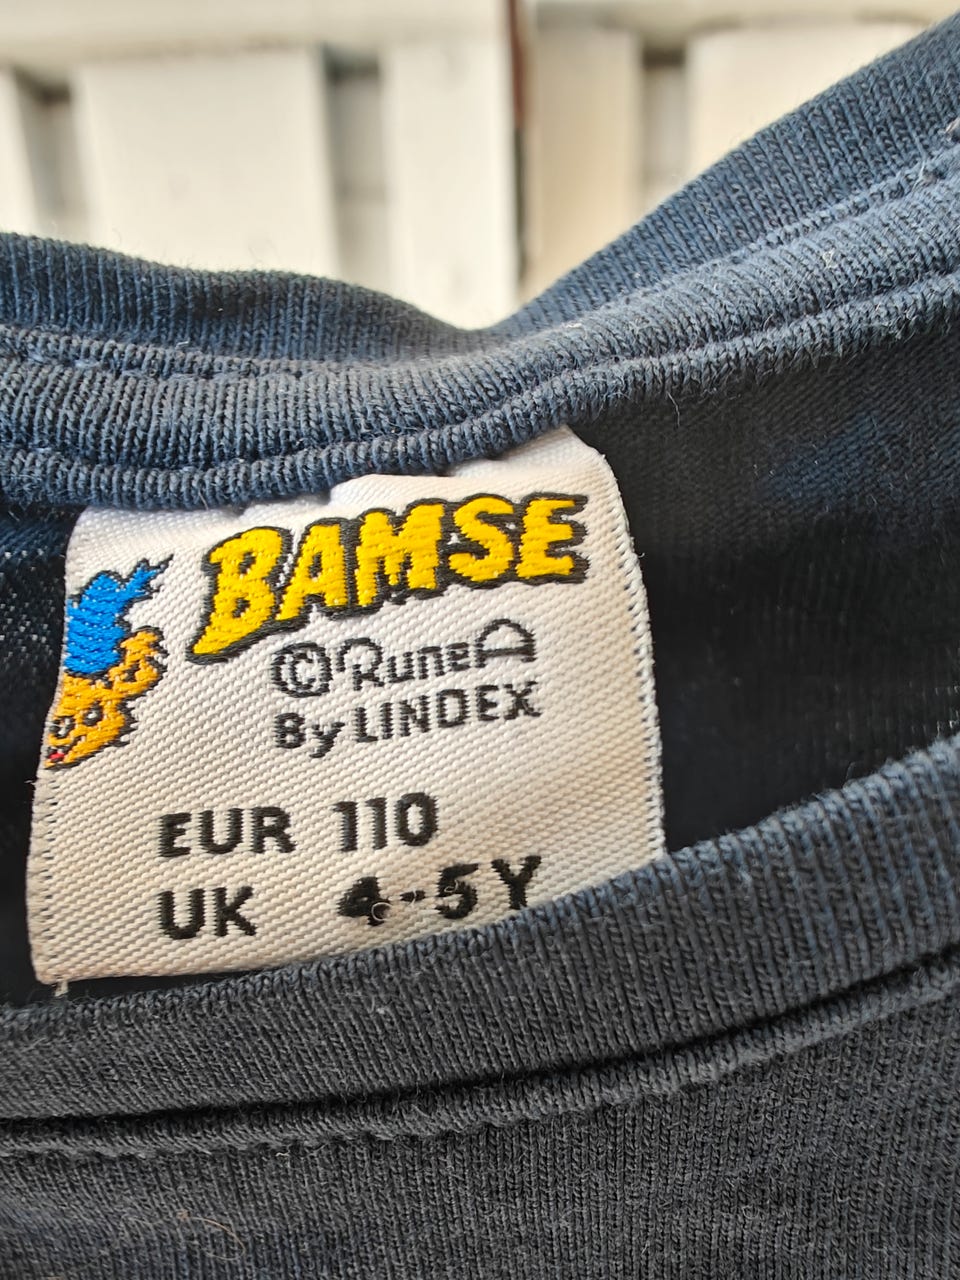 BAMSE
©RuneA
By LINDEX
EUR 110
UK 4-5Y